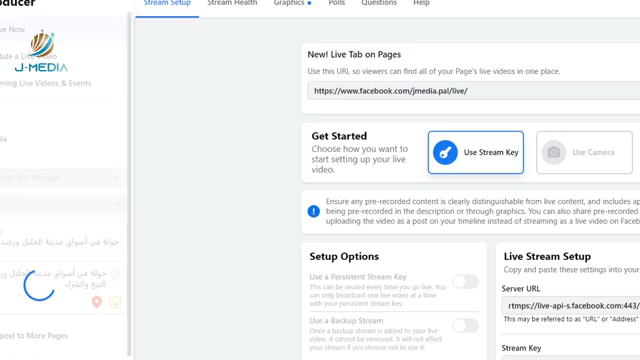 oducer
Stream Setup
Stream Health
Graphics
Polls
Questions
Help
ve Now
dule a Live Video
J-MEDIA
ming Live Videos & Events
dia
Page You Manage
جولة في أسواق مدينة الخليل ورصد
جولة في أسواق مدينة الخليل ورصد
البيع والشراء
post to More Pages
New! Live Tab on Pages
Use this URL so viewers can find all of your Page's live videos in one place.
https://www.facebook.com/jmedia.pal/live/
Get Started
Choose how you want to
start setting up your live
video.
Use Stream Key
Use Camera
Ensure any pre-recorded content is clearly distinguishable from live content, and includes ap
being pre-recorded in the description or through graphics. You can also share pre-recorded
uploading the video as a post on your timeline instead of streaming as a live video on Faceb
Setup Options
Use a Persistent Stream Key
This can be reused every time you go live. You
can only broadcast one live video at a time
with your persistent stream key.
Use a Backup Stream
Once a backup stream is added to your live
video, it cannot be removed. It will not affect
your stream if you choose not to use it.
Live Stream Setup
Copy and paste these settings into your
Server URL
rtmps://live-api-s.facebook.com:443/
This may be referred to as "URL" or "Address"
Stream Key